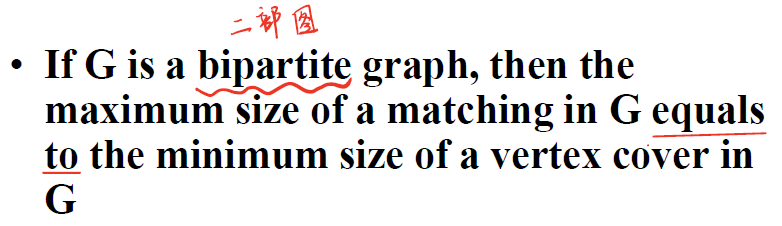 二部图
• If G is a bipartite graph, then the
maximum size of a matching in G equals
to the minimum size of a vertex cover in
G